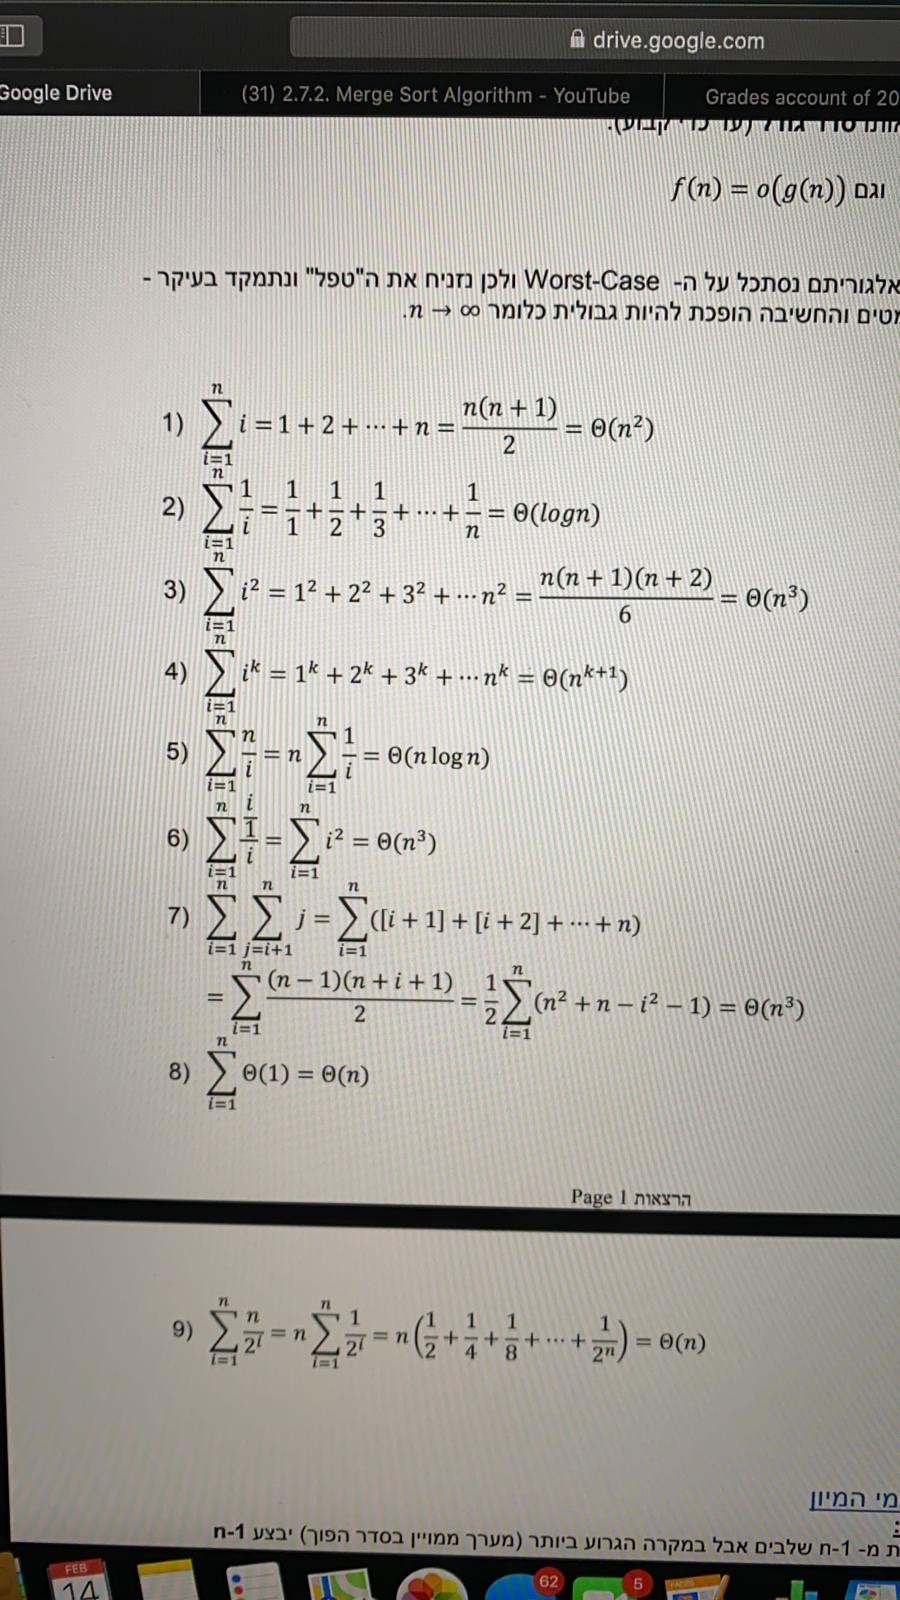 drive.google.com
Google Drive
(31) 2.7.2. Merge Sort Algorithm - YouTube
Grades account of 20
וגם f(n) = o(g(n))
אלגוריתם נסתכל על ה- Worst-Case ולכן נזניח את ה"טפל" ונתמקד בעיקר -
והחשיבה הופכת להיות גבולית כלומר n → ∞.
1) ∑_{i=1}^{n} i = 1 + 2 + ⋯ + n = n(n + 1)/2 = Θ(n²)
2) ∑_{i=1}^{n} 1/i = 1/1 + 1/2 + 1/3 + ⋯ + 1/n = Θ(logn)
3) ∑_{i=1}^{n} i² = 1² + 2² + 3² + ⋯ n² = n(n + 1)(n + 2)/6 = Θ(n³)
4) ∑_{i=1}^{n} i^k = 1^k + 2^k + 3^k + ⋯ n^k = Θ(n^{k+1})
5) ∑_{i=1}^{n} n/i = n ∑_{i=1}^{n} 1/i = Θ(n log n)
6) ∑_{i=1}^{n} i/(1/i) = ∑_{i=1}^{n} i² = Θ(n³)
7) ∑_{i=1}^{n} ∑_{j=i+1}^{n} j = ∑_{i=1}^{n} ([i + 1] + [i + 2] + ⋯ + n)
= ∑_{i=1}^{n} (n − 1)(n + i + 1)/2 = 1/2 ∑_{i=1}^{n} (n² + n − i² − 1) = Θ(n³)
8) ∑_{i=1}^{n} Θ(1) = Θ(n)
הרצאות Page 1
9) ∑_{i=1}^{n} n/2^i = n ∑_{i=1}^{n} 1/2^i = n (1/2 + 1/4 + 1/8 + ⋯ + 1/2^n) = Θ(n)
המיון
מ- n-1 שלבים אבל במקרה הגרוע ביותר (מערך ממויין בסדר הפוך) יבצע n-1
FEB
14
62
5